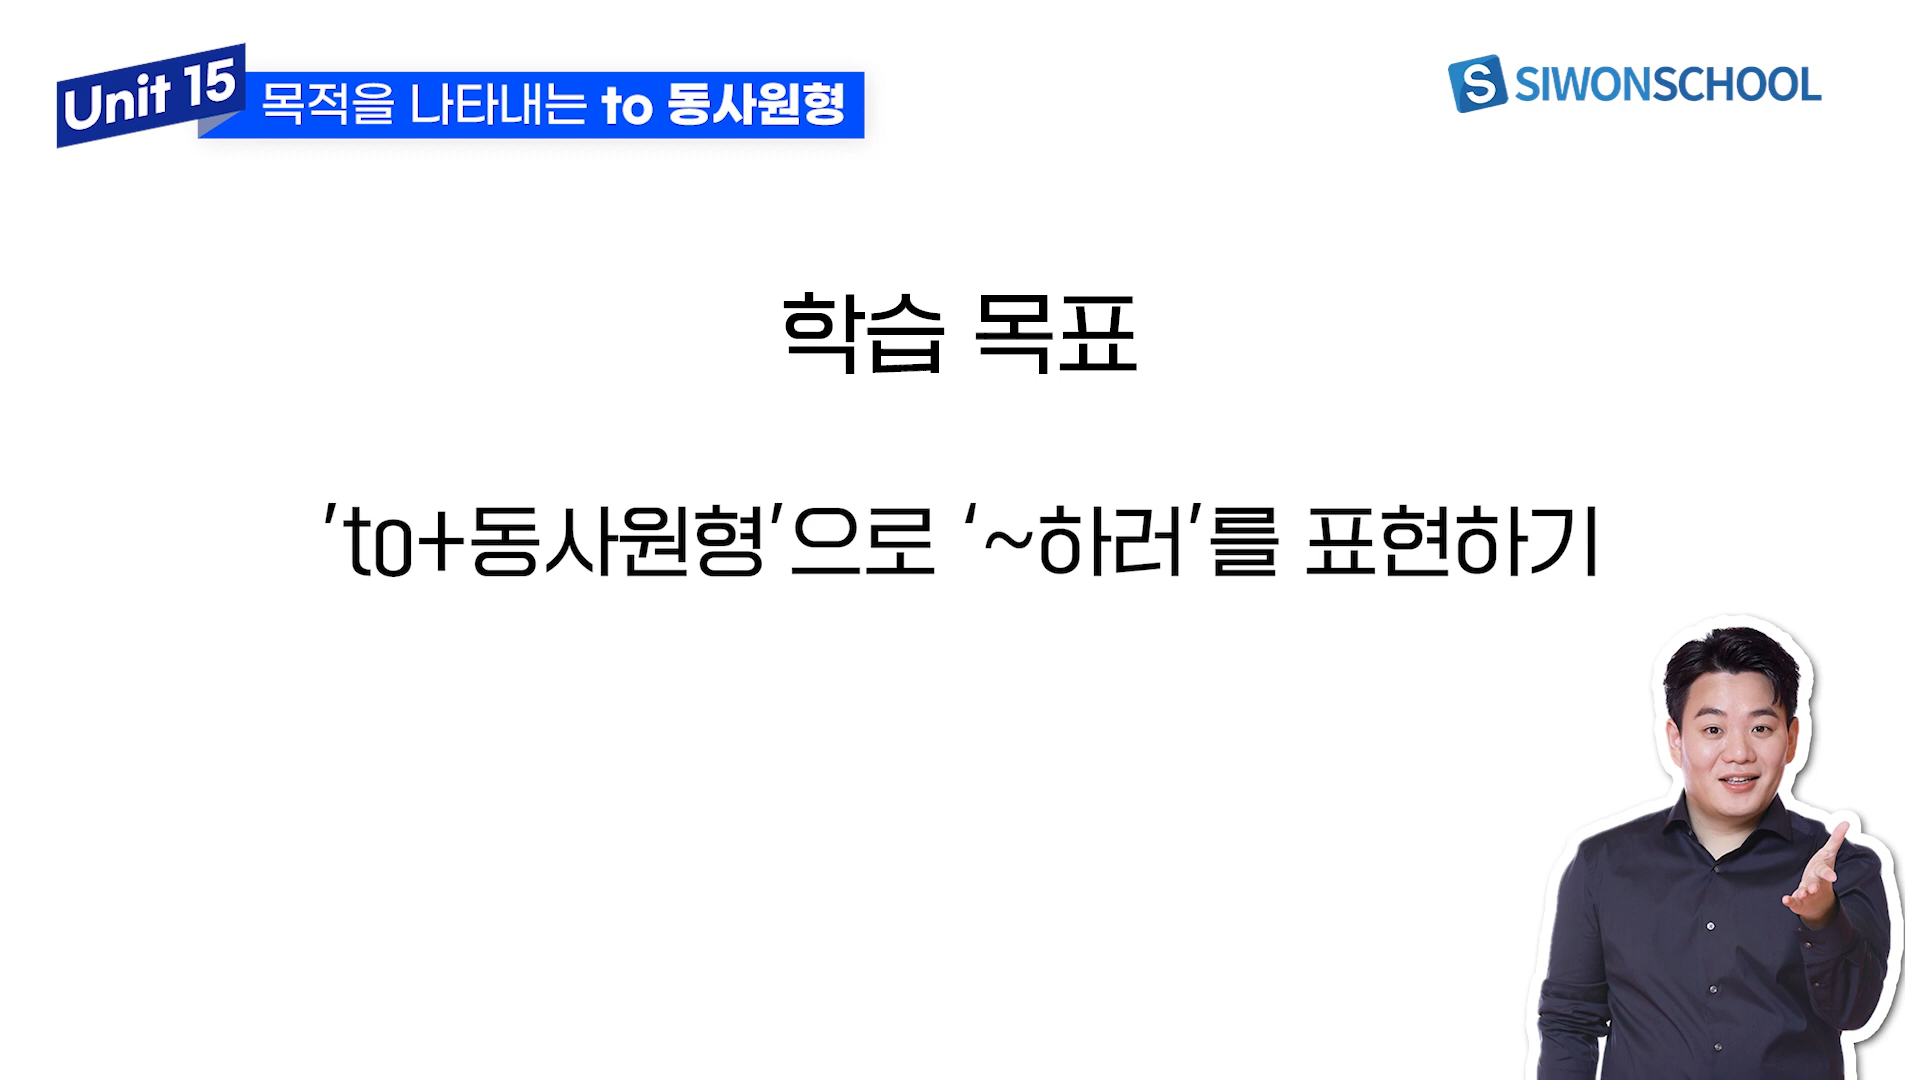 Unit 15 목적을 나타내는 to 동사원형
S SIWONSCHOOL
학습 목표
'to+동사원형'으로 ‘~하러’를 표현하기